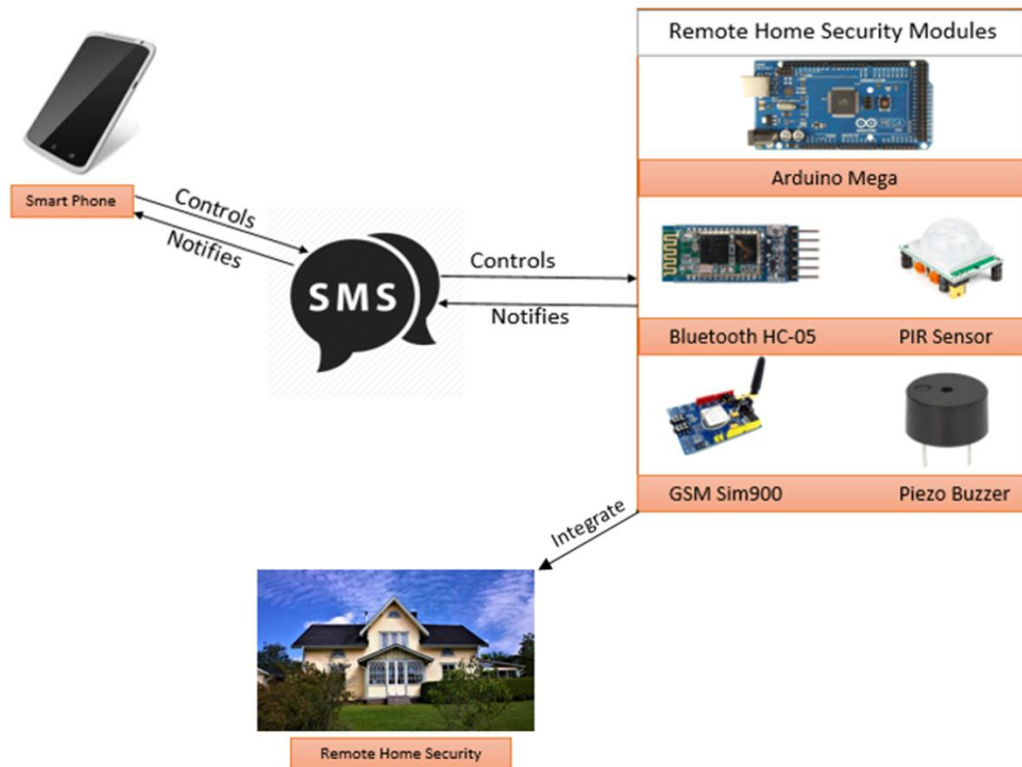 Remote Home Security Modules
MEGA
Arduino Mega
Smart Phone
Controls
Notifies
SMS
Controls
Notifies
Bluetooth HC-05
PIR Sensor
GSM Sim900
Piezo Buzzer
Integrate
Remote Home Security